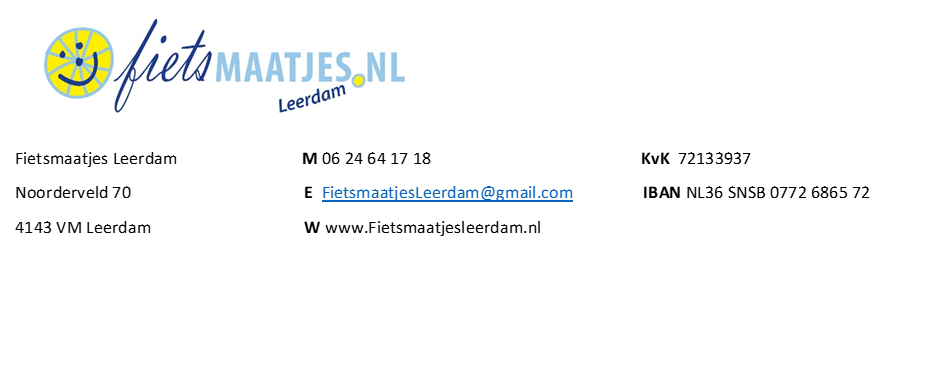 fietsMAATJES.NL
Leerdam
Fietsmaatjes Leerdam M 06 24 64 17 18 KvK 72133937
Noorderveld 70 E FietsmaatjesLeerdam@gmail.com IBAN NL36 SNSB 0772 6865 72
4143 VM Leerdam W www.Fietsmaatjesleerdam.nl